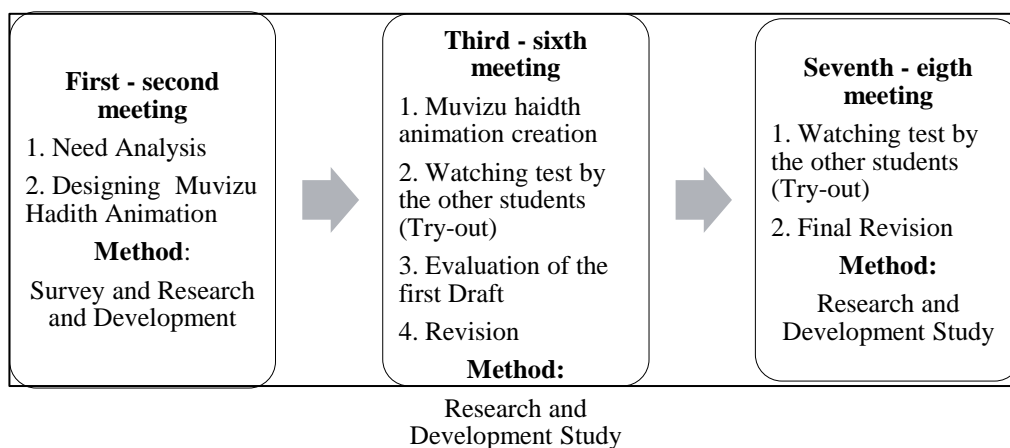 First - second
meeting
1. Need Analysis
2. Designing Muvizu
Hadith Animation
Method:
Survey and Research
and Development
Third - sixth
meeting
1. Muvizu haidth
animation creation
2. Watching test by
the other students
(Try-out)
3. Evaluation of the
first Draft
4. Revision
Method:
Research and
Development Study
Seventh - eigth
meeting
1. Watching test by
the other students
(Try-out)
2. Final Revision
Method:
Research and
Development Study